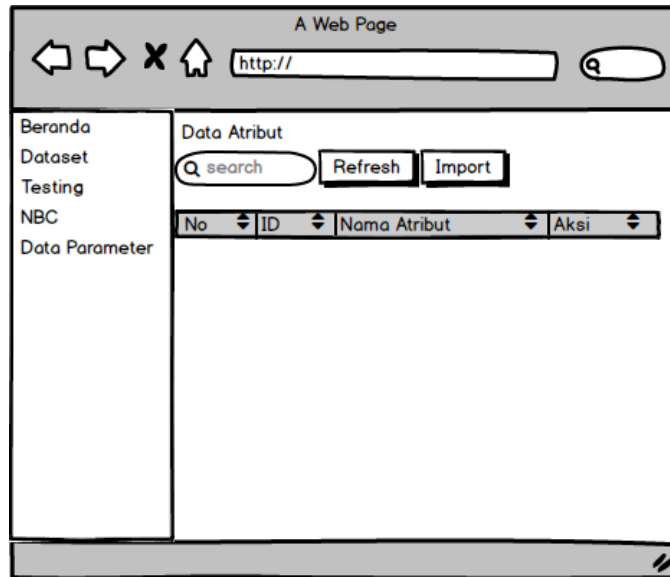 A Web Page
http://
Beranda
Dataset
Testing
NBC
Data Parameter
Data Atribut
search Refresh Import
No ID Nama Atribut Aksi